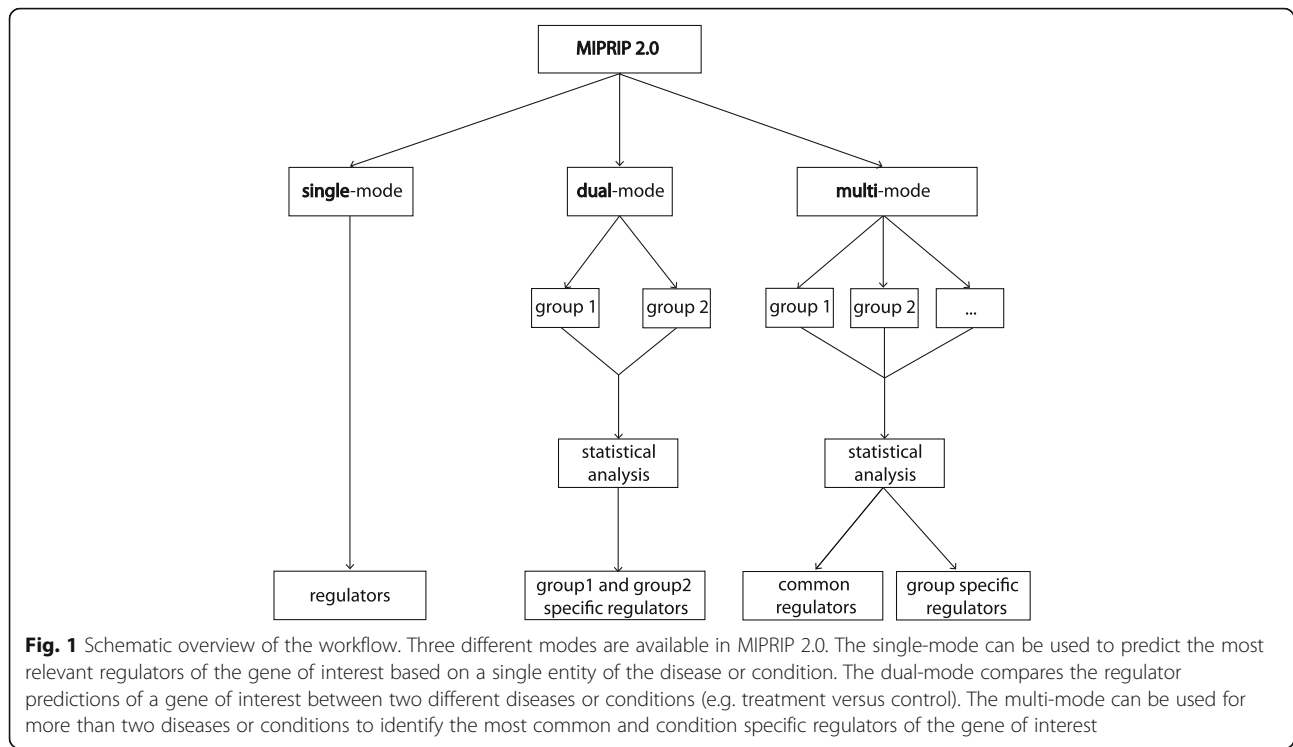 MIPRIP 2.0
single-mode
dual-mode
multi-mode
group 1
group 2
group 1
group 2
...
statistical
analysis
statistical
analysis
regulators
group1 and group2
specific regulators
common
regulators
group specific
regulators
Fig. 1 Schematic overview of the workflow. Three different modes are available in MIPRIP 2.0. The single-mode can be used to predict the most
relevant regulators of the gene of interest based on a single entity of the disease or condition. The dual-mode compares the regulator
predictions of a gene of interest between two different diseases or conditions (e.g. treatment versus control). The multi-mode can be used for
more than two diseases or conditions to identify the most common and condition specific regulators of the gene of interest